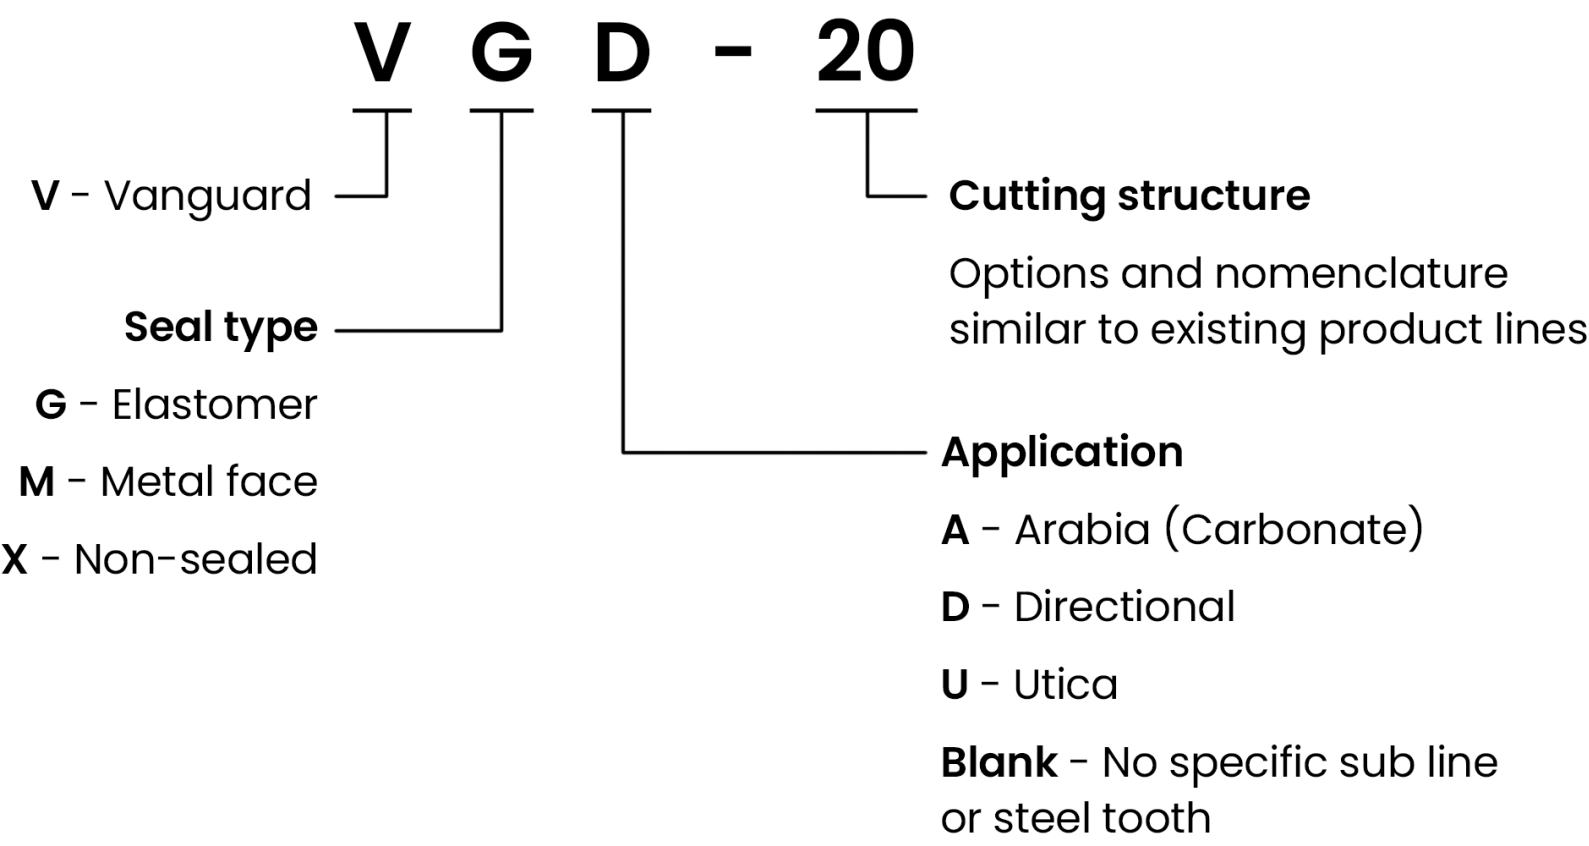 V G D - 20
V - Vanguard
Seal type
G - Elastomer
M - Metal face
X - Non-sealed
Cutting structure
Options and nomenclature
similar to existing product lines
Application
A - Arabia (Carbonate)
D - Directional
U - Utica
Blank - No specific sub line
or steel tooth